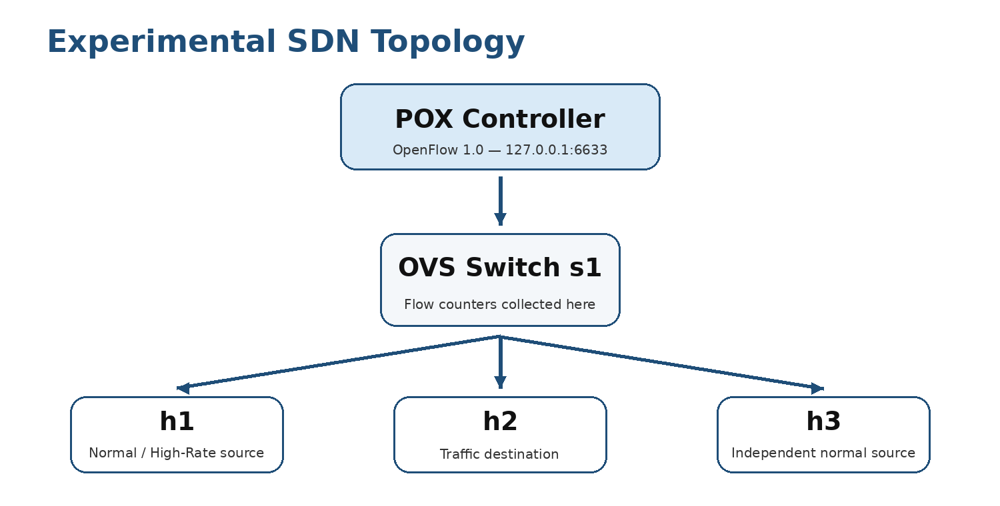 Experimental SDN Topology
POX Controller
OpenFlow 1.0 — 127.0.0.1:6633
OVS Switch s1
Flow counters collected here
h1
Normal / High-Rate source
h2
Traffic destination
h3
Independent normal source